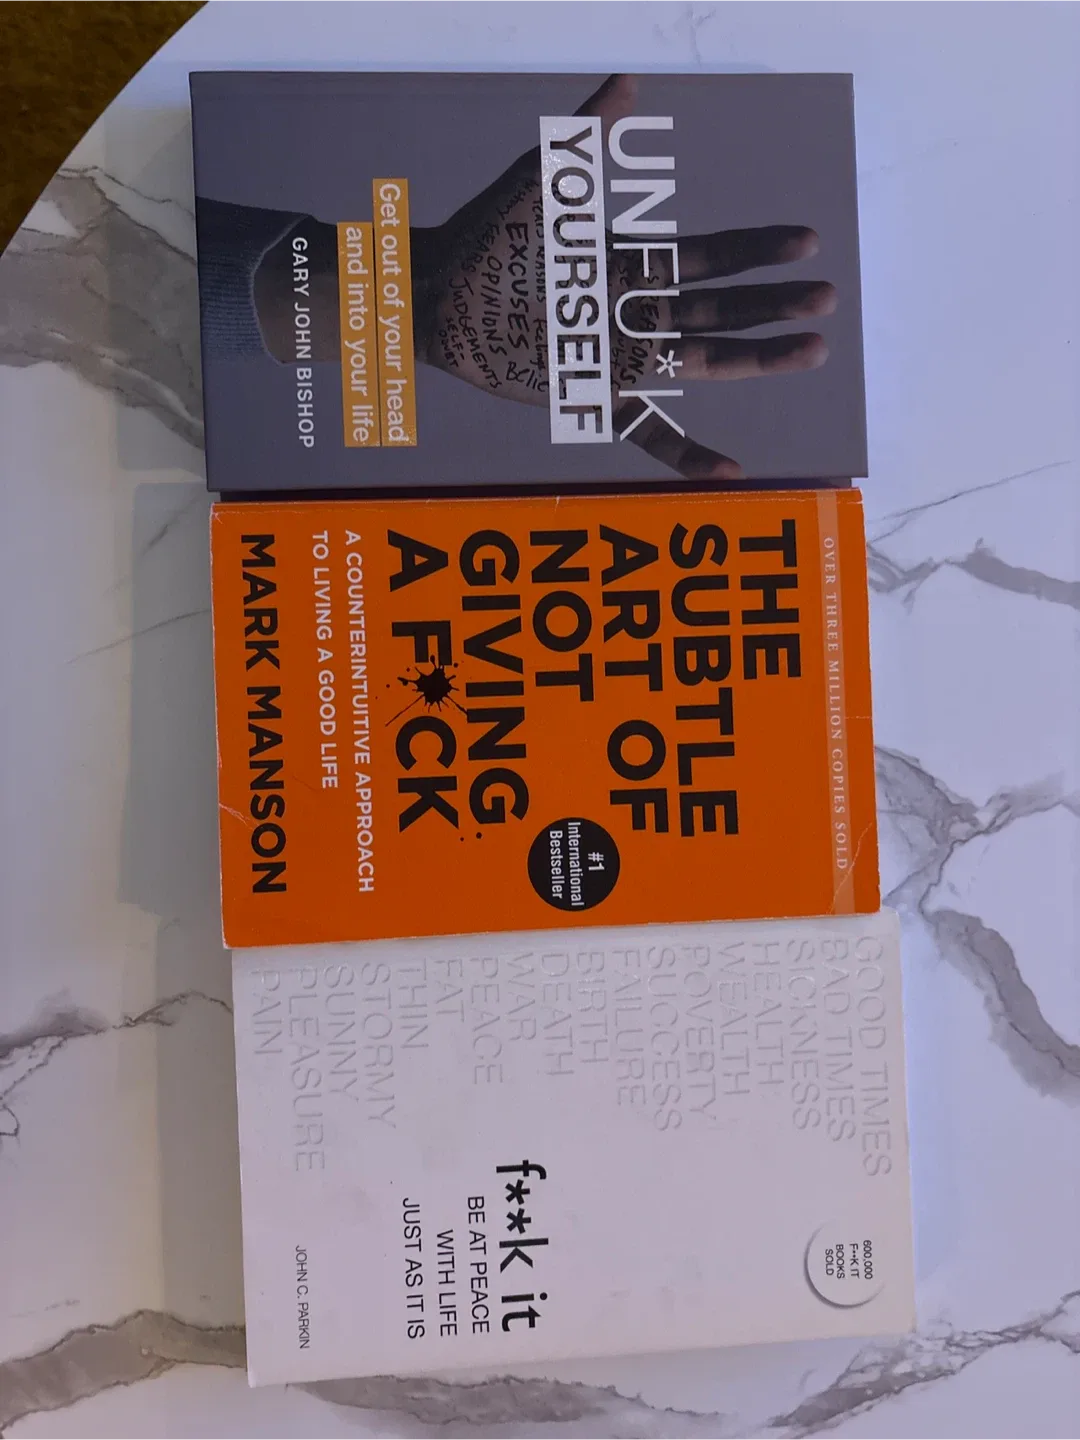 UNFU*K
YOURSELF
EXCUSES
OPINIONS
FEARS
JUDGEMENTS
SELF-
DOUBT
Get out of your head
and into your life
GARY JOHN BISHOP
OVER THREE MILLION COPIES SOLD
THE
SUBTLE
ART OF
NOT
GIVING
A F*CK
#1
International
Bestseller
A COUNTERINTUITIVE APPROACH
TO LIVING A GOOD LIFE
MARK MANSON
GOOD TIMES
BAD TIMES
SICKNESS
HEALTH
WEALTH
POVERTY
SUCCESS
FAILURE
BIRTH
DEATH
WAR
PEACE
FAT
THIN
STORMY
SUNNY
PLEASURE
PAIN
600,000
F**K IT
BOOKS
SOLD
f**k it
BE AT PEACE
WITH LIFE
JUST AS IT IS
JOHN C. PARKIN